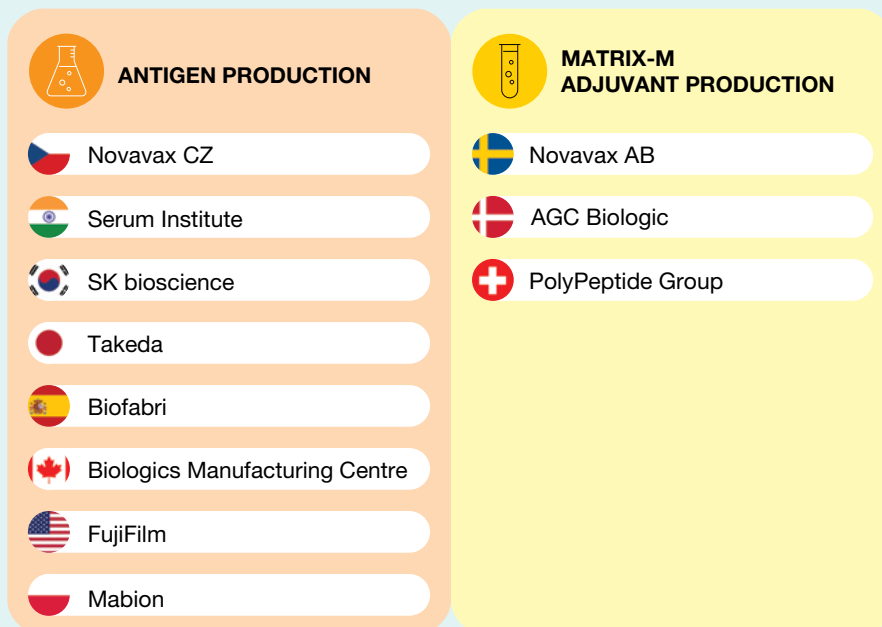 ANTIGEN PRODUCTION
Novavax CZ
Serum Institute
SK bioscience
Takeda
Biofabri
Biologics Manufacturing Centre
FujiFilm
Mabion
MATRIX-M
ADJUVANT PRODUCTION
Novavax AB
AGC Biologic
PolyPeptide Group